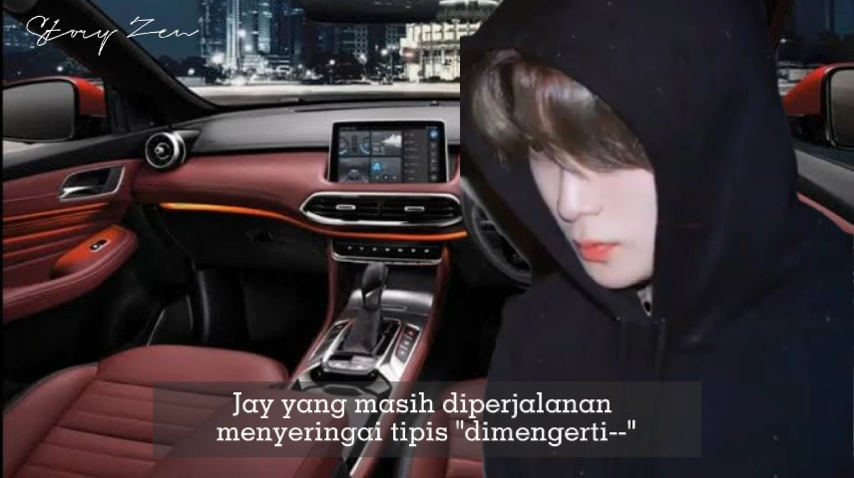 Story Zen
Jay yang masih diperjalanan
menyeringai tipis "dimengerti--"